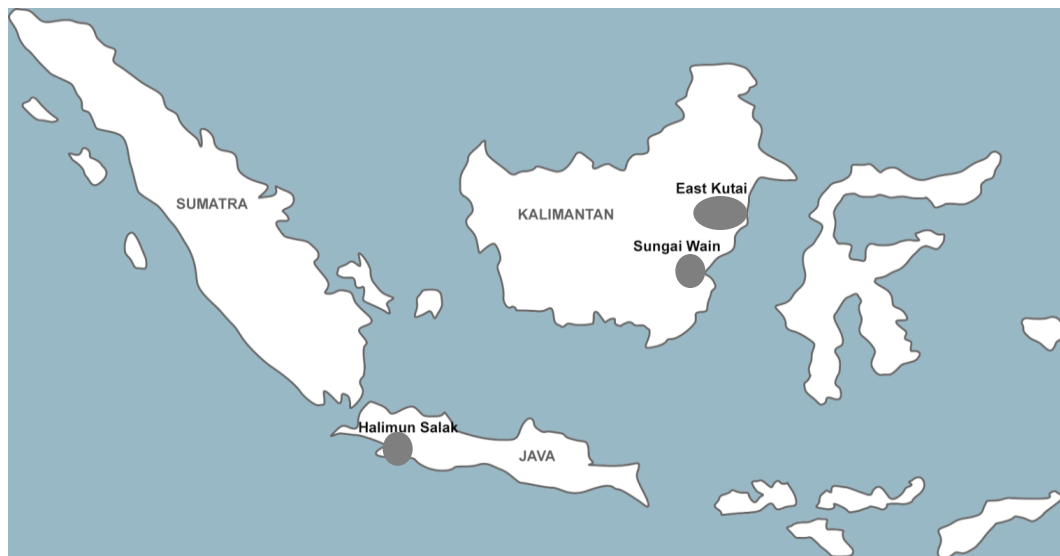 East Kutai
SUMATRA
KALIMANTAN
Sungai Wain
Halimun Salak
JAVA